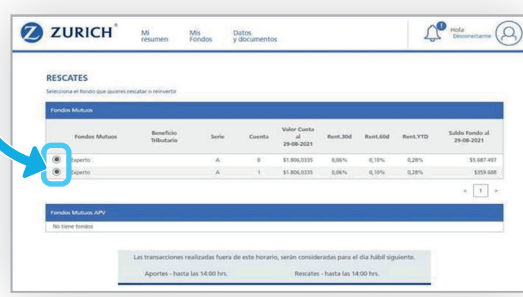 ZURICH
Mi resumen
Mis Fondos
Datos y documentos
Hola
Desconectarme
RESCATES
Selecciona el fondo que quieres rescatar o reinvertir
Fondos Mutuos
Fondos Mutuos Beneficio Tributario Serie Cuenta Valor Cuota al 29-08-2021 Rent.30d Rent.60d Rent.YTD Saldo Fondo al 29-08-2021
Experto A 0 $1.806,0335 0,06% 0,10% 0,28% $5.687.497
Experto A 1 $1.806,0335 0,06% 0,10% 0,28% $359.688
« 1 »
Fondos Mutuos APV
No tiene fondos
Las transacciones realizadas fuera de este horario, serán consideradas para el día hábil siguiente.
Aportes - hasta las 14:00 hrs. Rescates - hasta las 14:00 hrs.